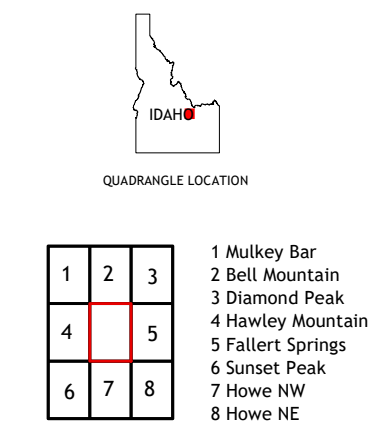 IDAHO
QUADRANGLE LOCATION
1 2 3
4 5
6 7 8
1 Mulkey Bar
2 Bell Mountain
3 Diamond Peak
4 Hawley Mountain
5 Fallert Springs
6 Sunset Peak
7 Howe NW
8 Howe NE